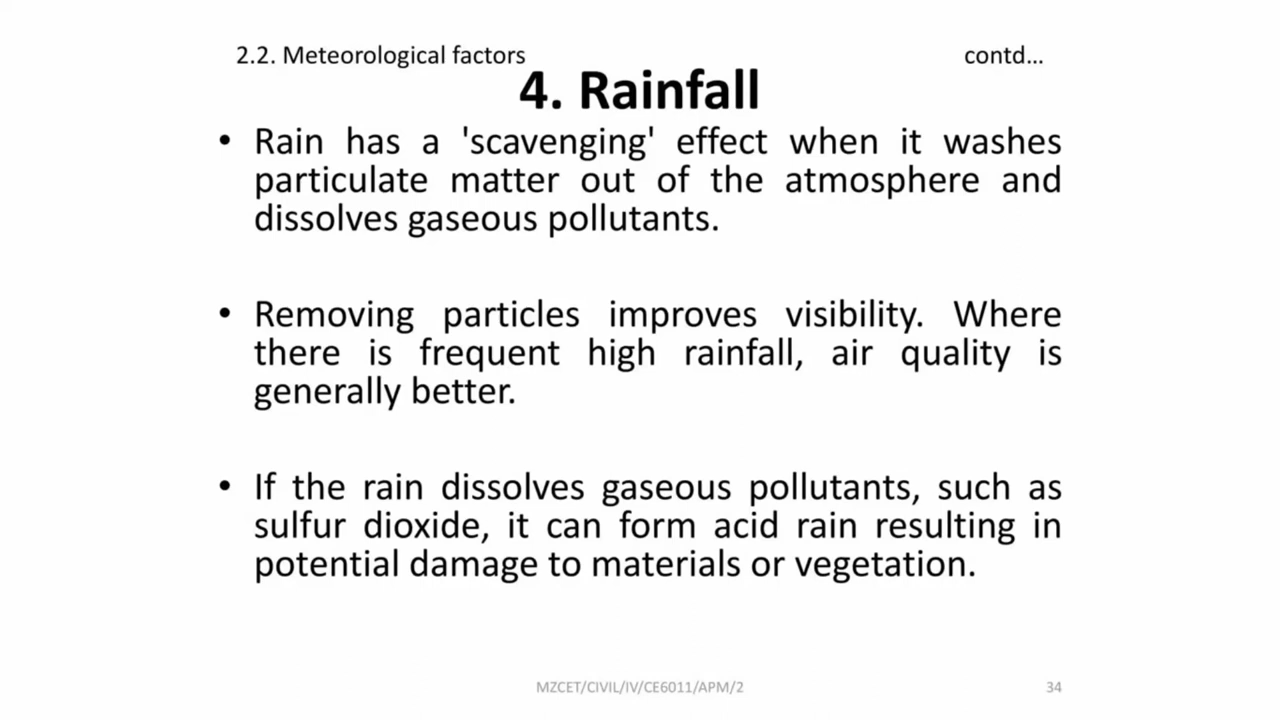 2.2. Meteorological factors contd...
4. Rainfall
• Rain has a 'scavenging' effect when it washes
particulate matter out of the atmosphere and
dissolves gaseous pollutants.
• Removing particles improves visibility. Where
there is frequent high rainfall, air quality is
generally better.
• If the rain dissolves gaseous pollutants, such as
sulfur dioxide, it can form acid rain resulting in
potential damage to materials or vegetation.
MZCET/CIVIL/IV/CE6011/APM/2 34